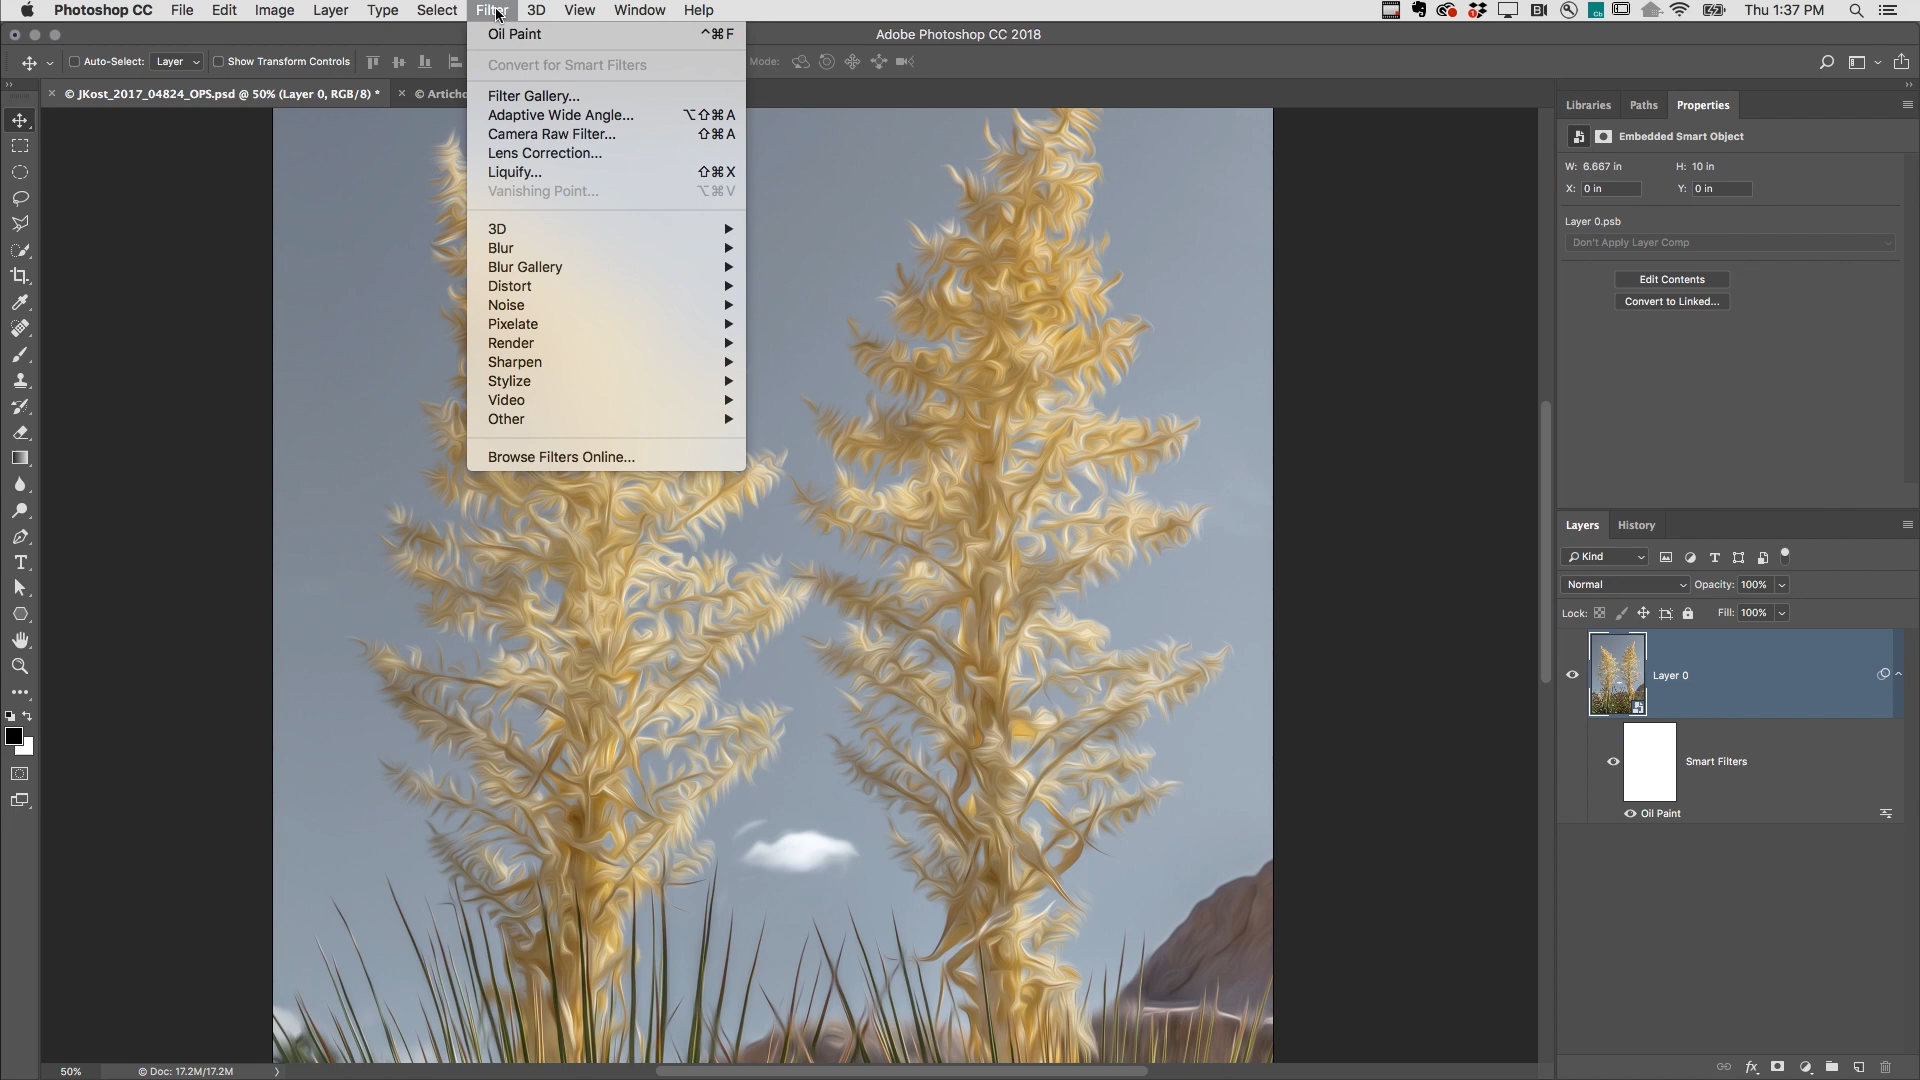 Photoshop CC File Edit Image Layer Type Select Filter 3D View Window Help Thu 1:37 PM
Adobe Photoshop CC 2018
Auto-Select: Layer Show Transform Controls Mode:
© JKost_2017_04824_OPS.psd @ 50% (Layer 0, RGB/8) * © Articho
Oil Paint ^⌘F
Convert for Smart Filters
Filter Gallery...
Adaptive Wide Angle... ⌥⇧⌘A
Camera Raw Filter... ⇧⌘A
Lens Correction...
Liquify... ⇧⌘X
Vanishing Point... ⌥⌘V
3D
Blur
Blur Gallery
Distort
Noise
Pixelate
Render
Sharpen
Stylize
Video
Other
Browse Filters Online...
Libraries Paths Properties
Embedded Smart Object
W: 6.667 in H: 10 in
X: 0 in Y: 0 in
Layer 0.psb
Don't Apply Layer Comp
Edit Contents
Convert to Linked...
Layers History
Kind
Normal Opacity: 100%
Lock: Fill: 100%
Layer 0
Smart Filters
Oil Paint
50% © Doc: 17.2M/17.2M